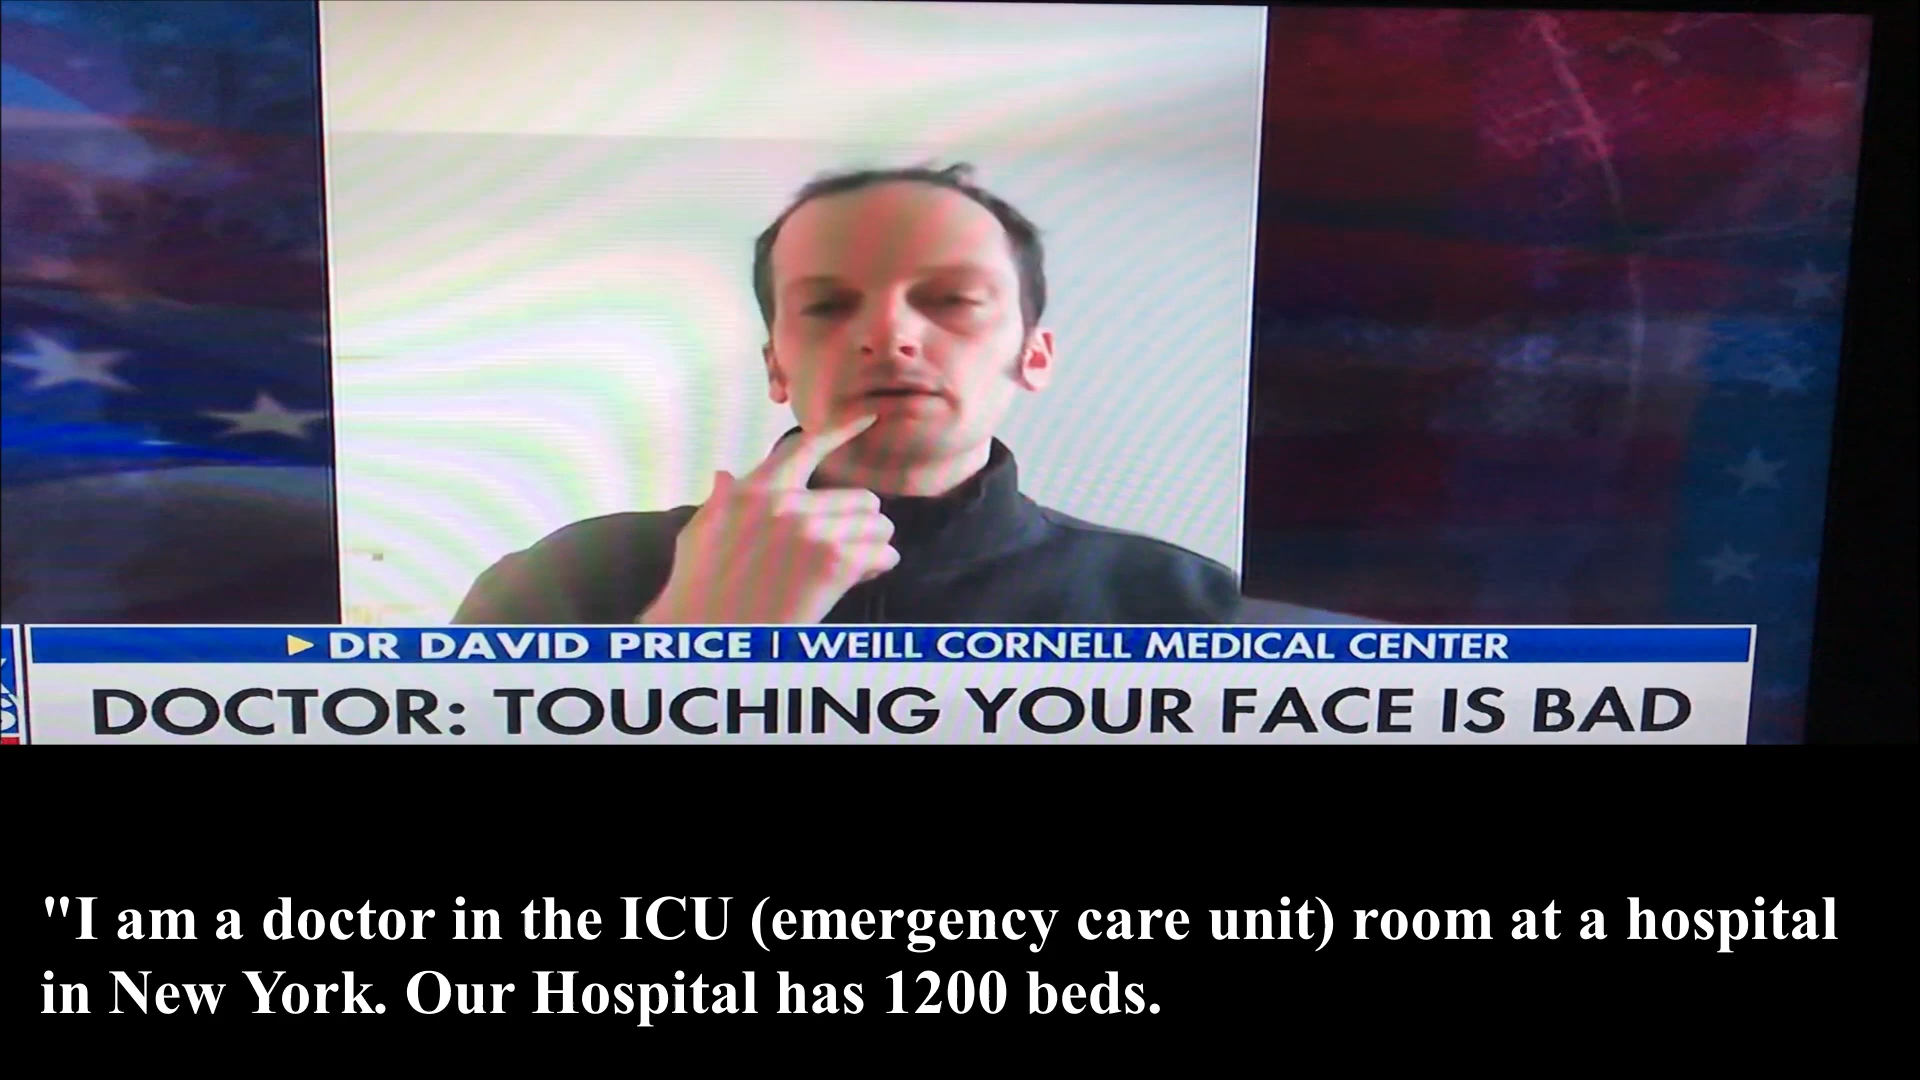 DR DAVID PRICE | WEILL CORNELL MEDICAL CENTER
DOCTOR: TOUCHING YOUR FACE IS BAD
"I am a doctor in the ICU (emergency care unit) room at a hospital
in New York. Our Hospital has 1200 beds.